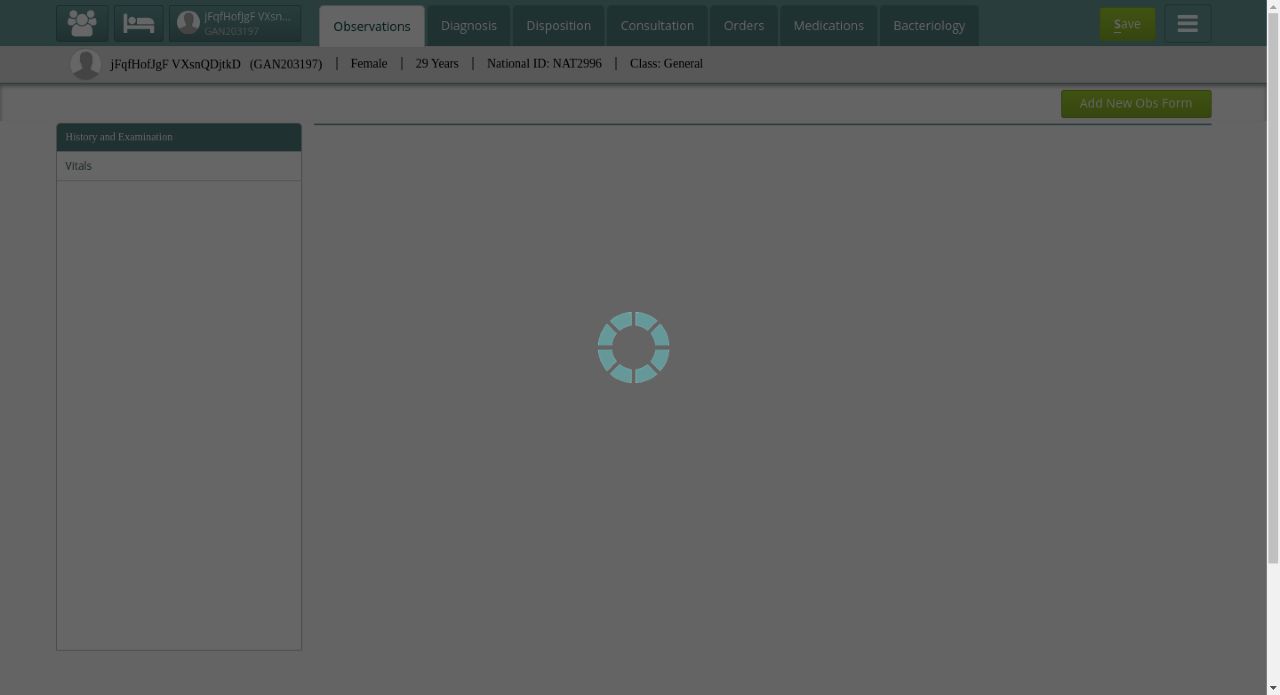 jFqfHofJgF VXsn...
GAN203197
Observations
Diagnosis
Disposition
Consultation
Orders
Medications
Bacteriology
Save
jFqfHofJgF VXsnQDjtkD (GAN203197) | Female | 29 Years | National ID: NAT2996 | Class: General
Add New Obs Form
History and Examination
Vitals